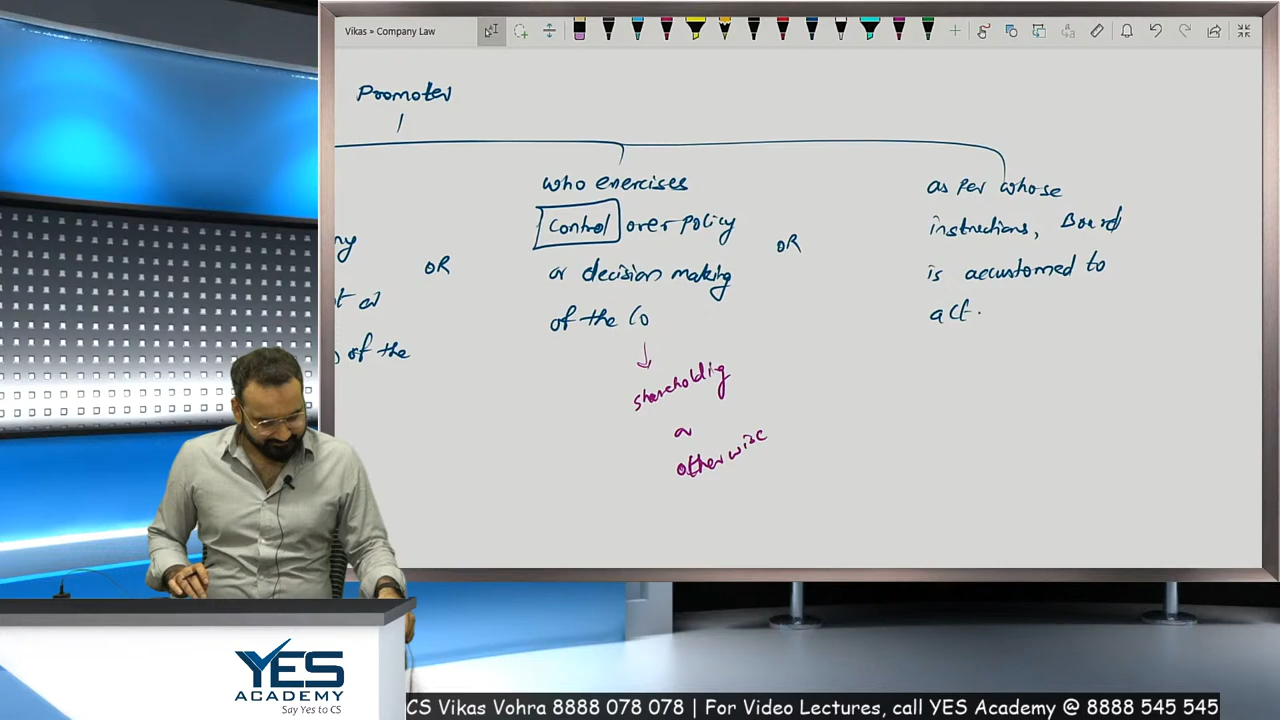 Vikas » Company Law
Promoter
ny
t or
s of the
OR
who exercises
Control over policy
or decision making
of the Co
shareholding
or
otherwise
OR
as per whose
instructions, Board
is accustomed to
act.
YES
ACADEMY
Say Yes to CS
CS Vikas Vohra 8888 078 078 | For Video Lectures, call YES Academy @ 8888 545 545